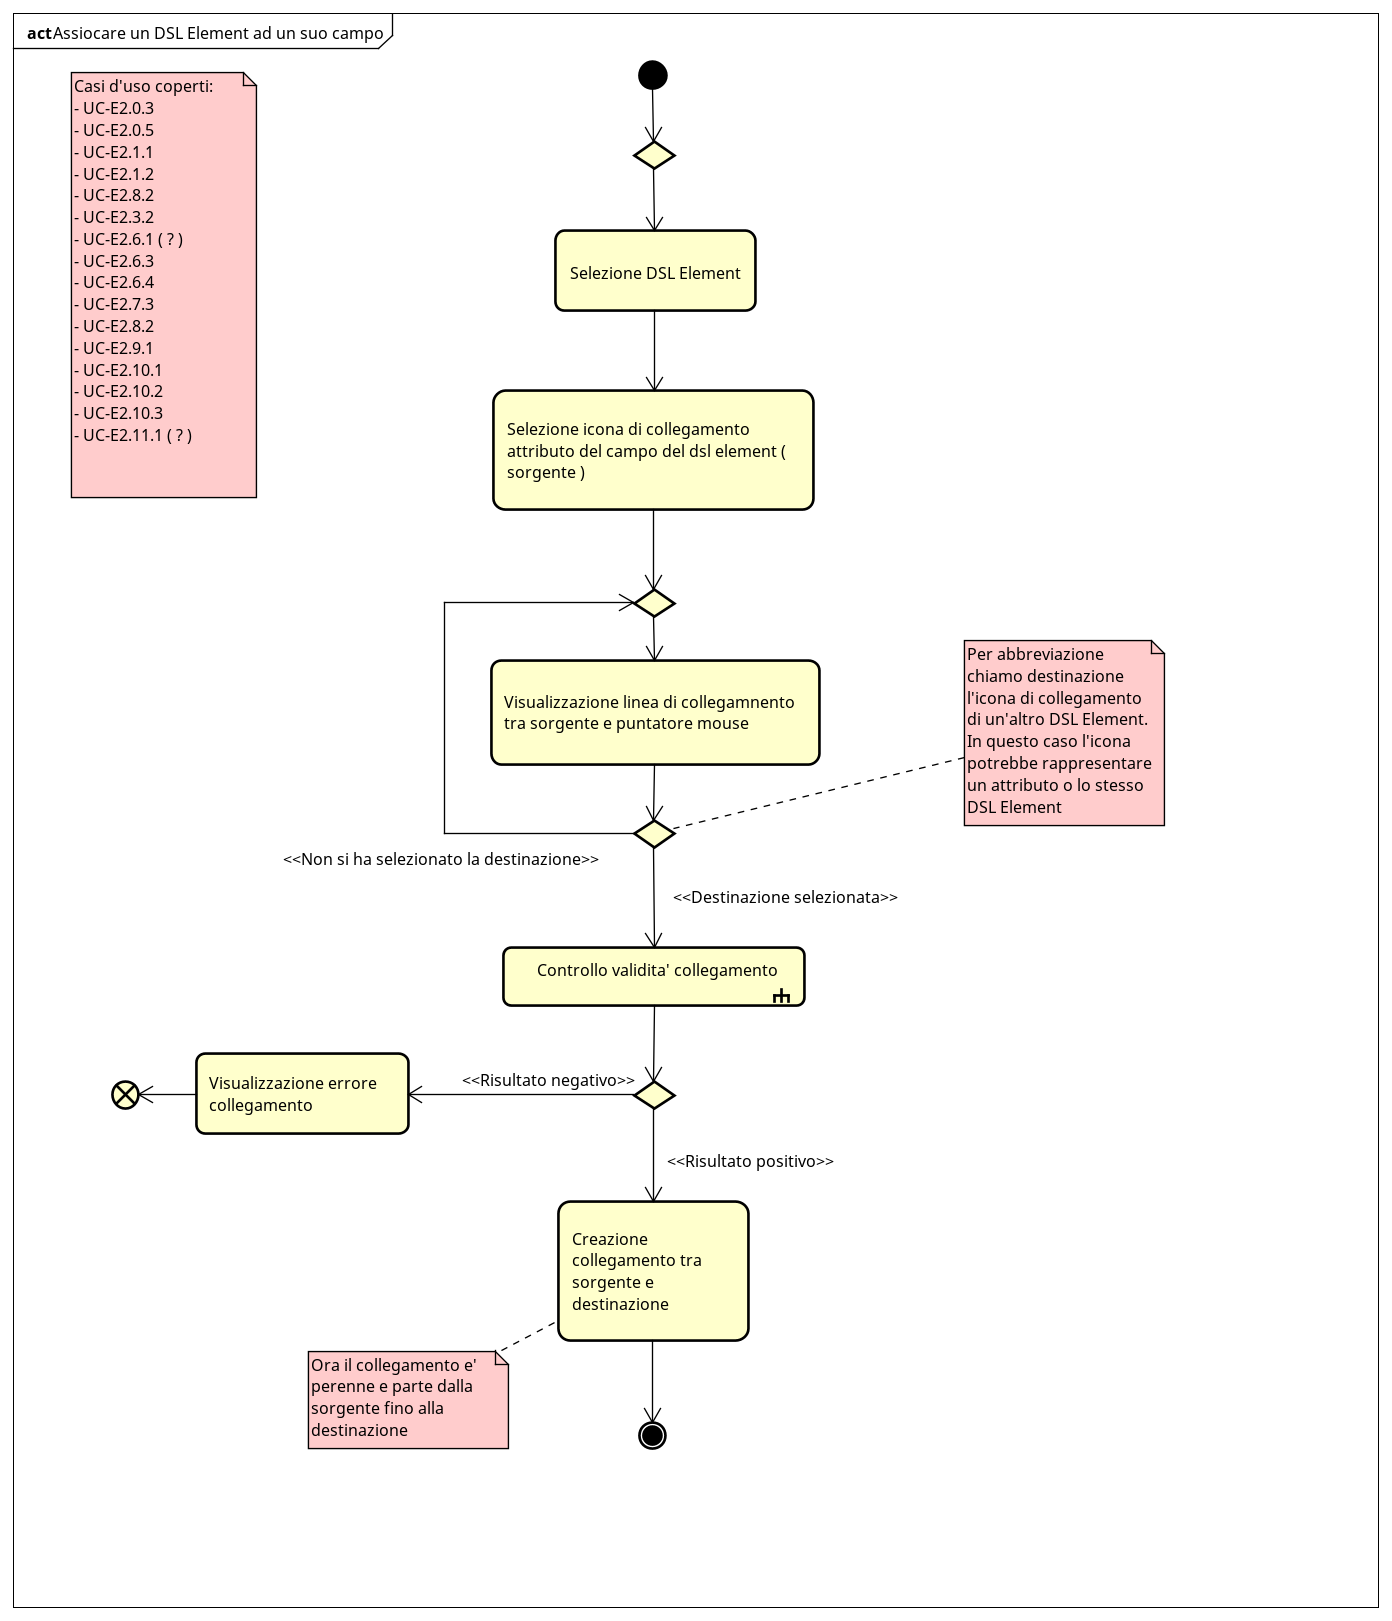 act Assiocare un DSL Element ad un suo campo
Casi d'uso coperti:
- UC-E2.0.3
- UC-E2.0.5
- UC-E2.1.1
- UC-E2.1.2
- UC-E2.8.2
- UC-E2.3.2
- UC-E2.6.1 ( ? )
- UC-E2.6.3
- UC-E2.6.4
- UC-E2.7.3
- UC-E2.8.2
- UC-E2.9.1
- UC-E2.10.1
- UC-E2.10.2
- UC-E2.10.3
- UC-E2.11.1 ( ? )
Selezione DSL Element
Selezione icona di collegamento
attributo del campo del dsl element (
sorgente )
Visualizzazione linea di collegamnento
tra sorgente e puntatore mouse
Per abbreviazione
chiamo destinazione
l'icona di collegamento
di un'altro DSL Element.
In questo caso l'icona
potrebbe rappresentare
un attributo o lo stesso
DSL Element
<<Non si ha selezionato la destinazione>>
<<Destinazione selezionata>>
Controllo validita' collegamento
<<Risultato negativo>>
Visualizzazione errore
collegamento
<<Risultato positivo>>
Creazione
collegamento tra
sorgente e
destinazione
Ora il collegamento e'
perenne e parte dalla
sorgente fino alla
destinazione